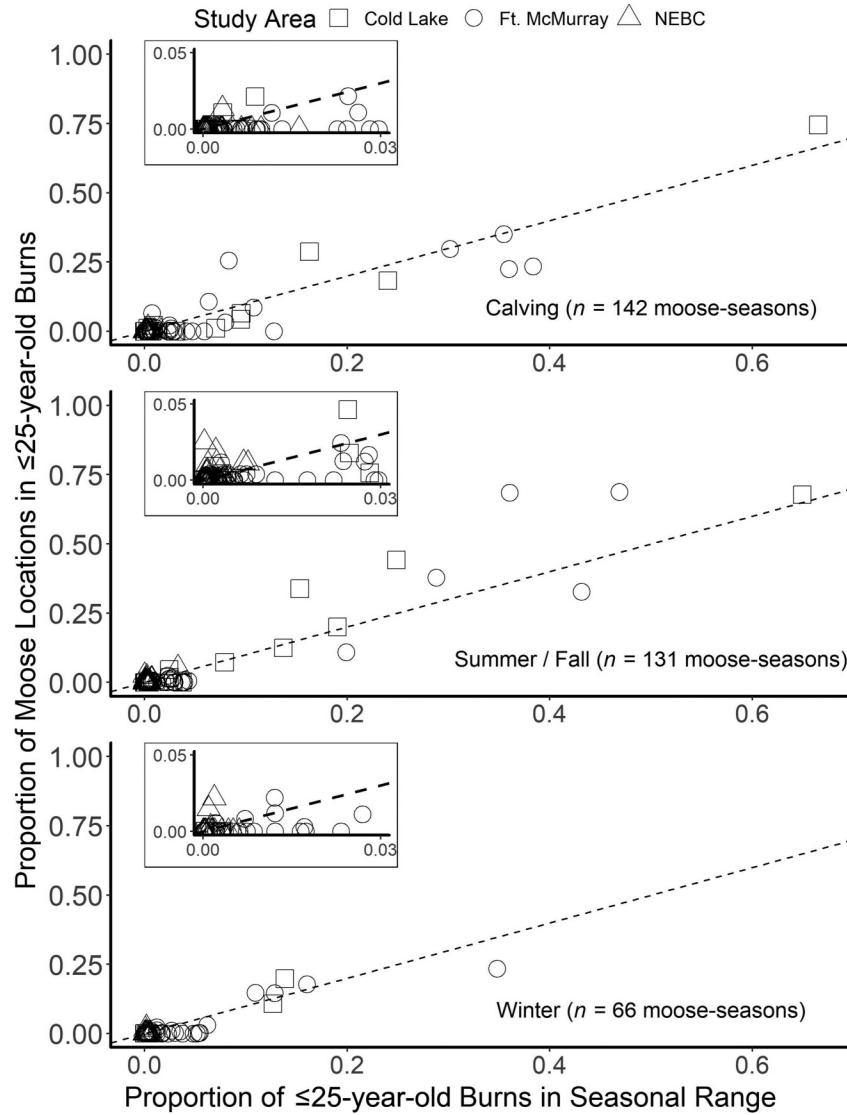 Study Area Cold Lake Ft. McMurray NEBC
Proportion of Moose Locations in ≤25-year-old Burns
1.00
0.75
0.50
0.25
0.00
0.05
0.00
0.00 0.03
Calving (n = 142 moose-seasons)
0.0 0.2 0.4 0.6
1.00
0.75
0.50
0.25
0.00
0.05
0.00
0.00 0.03
Summer / Fall (n = 131 moose-seasons)
0.0 0.2 0.4 0.6
1.00
0.75
0.50
0.25
0.00
0.05
0.00
0.00 0.03
Winter (n = 66 moose-seasons)
0.0 0.2 0.4 0.6
Proportion of ≤25-year-old Burns in Seasonal Range